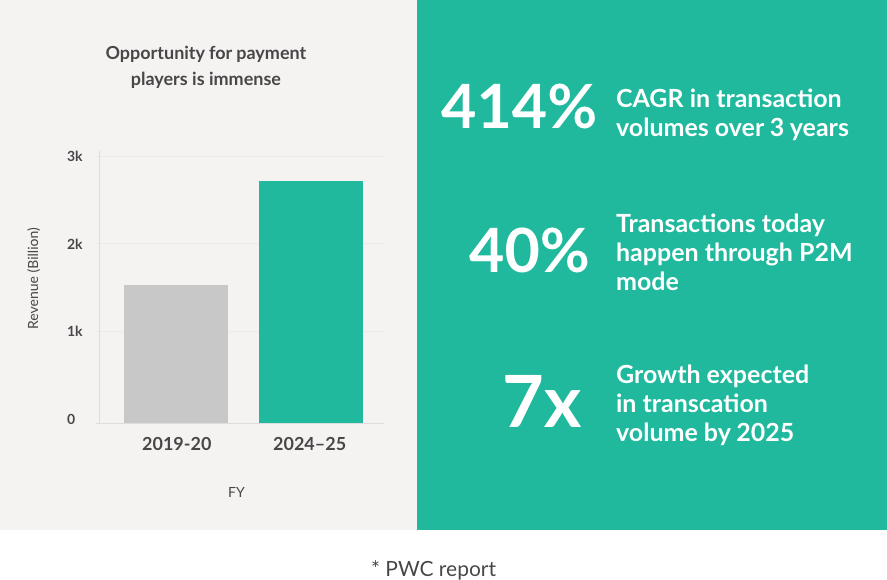 Opportunity for payment
players is immense
3k
2k
1k
0
Revenue (Billion)
2019-20
2024–25
FY
414%
CAGR in transaction
volumes over 3 years
40%
Transactions today
happen through P2M
mode
7x
Growth expected
in transcation
volume by 2025
* PWC report